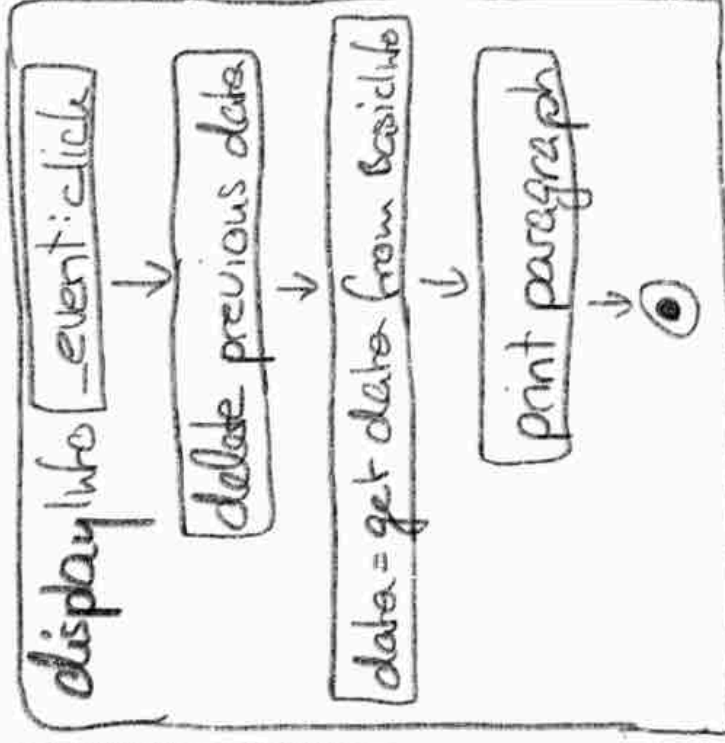 displayInfo _event:click
delete previous data
data = get data from BasicInfo
print paragraph